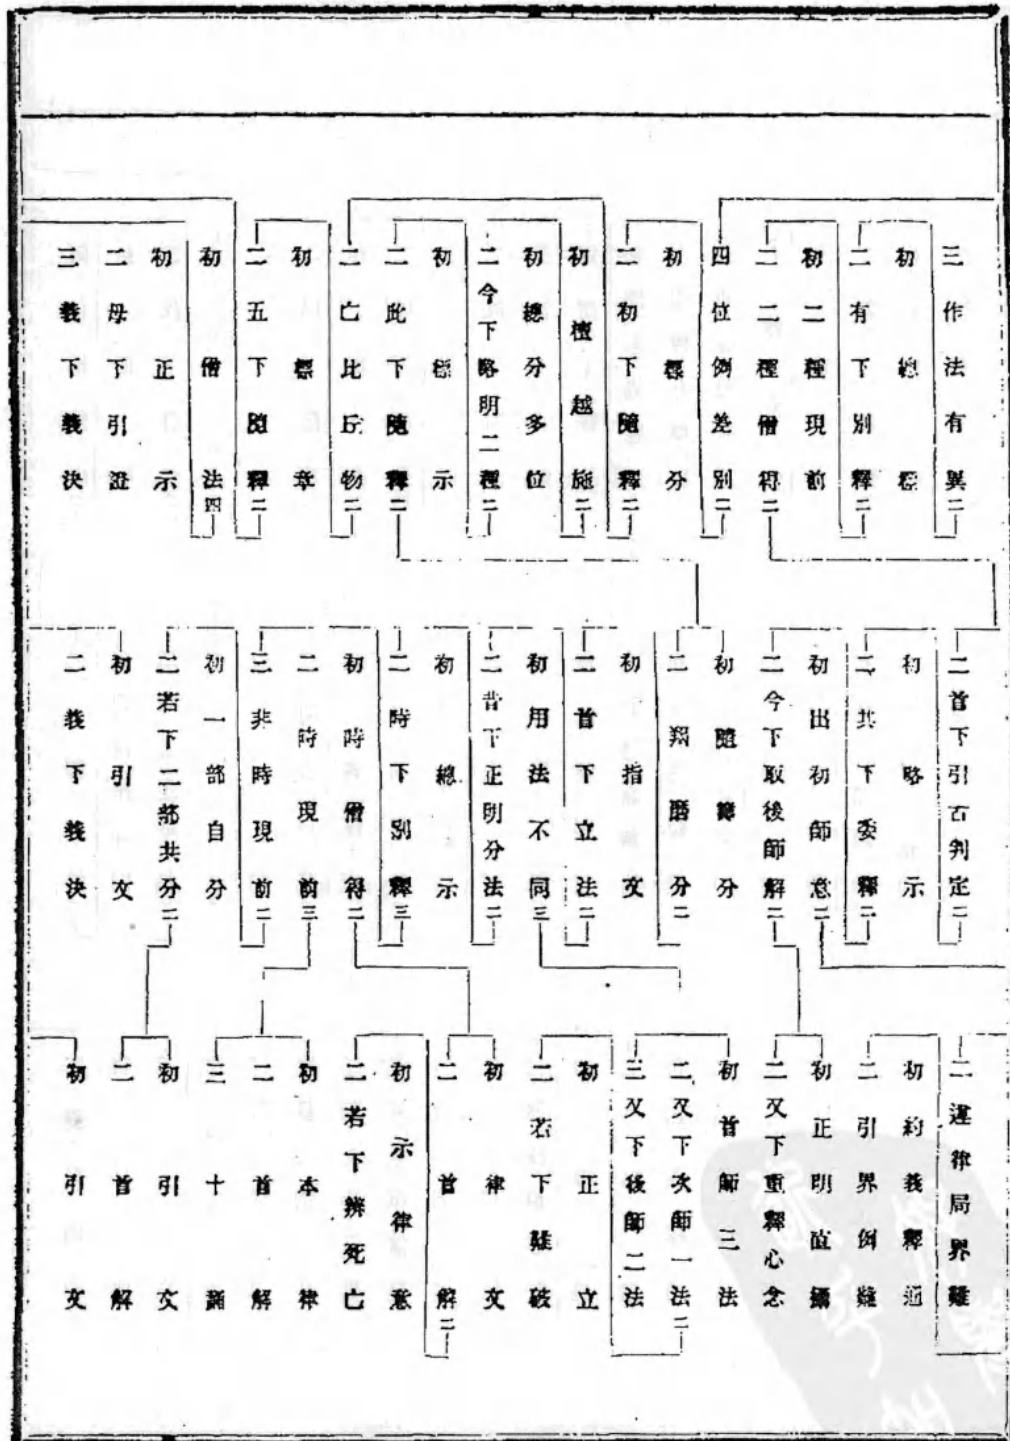 三作法有異二
初總標
二有下別釋二
初二種現前
二二種僧得二
四位例差別二
初標分
二初下隨釋二
初檀越施二
初總分多位
二今下略明二種二
初標示
二此下隨釋二
二亡比丘物二
初標章
二五下隨釋二
初僧法四
初正示
二母下引證
三義下義決
二首下引古判定二
初略示
二共下委釋二
初出初師意二
二今下取後師解二
初隨籌分
二羯磨分二
初指文
二首下立法二
初用法不同三
二昔下正明分法二
初總示
二時下別釋三
初時僧得二
二時現前三
三非時現前二
初一部自分
二若下二部共分二
初引文
二義下義決
二違律局界難
初約義釋通
二引界例難
初正明直攝
二又下重釋心念
初首師三法
二又下次師一法二
三又下後師二法
初正立
二若下難破
初律文
二首解二
初示律意
二若下辨死亡
初本律
二首解
三十誦
初引文
二首解
初引文